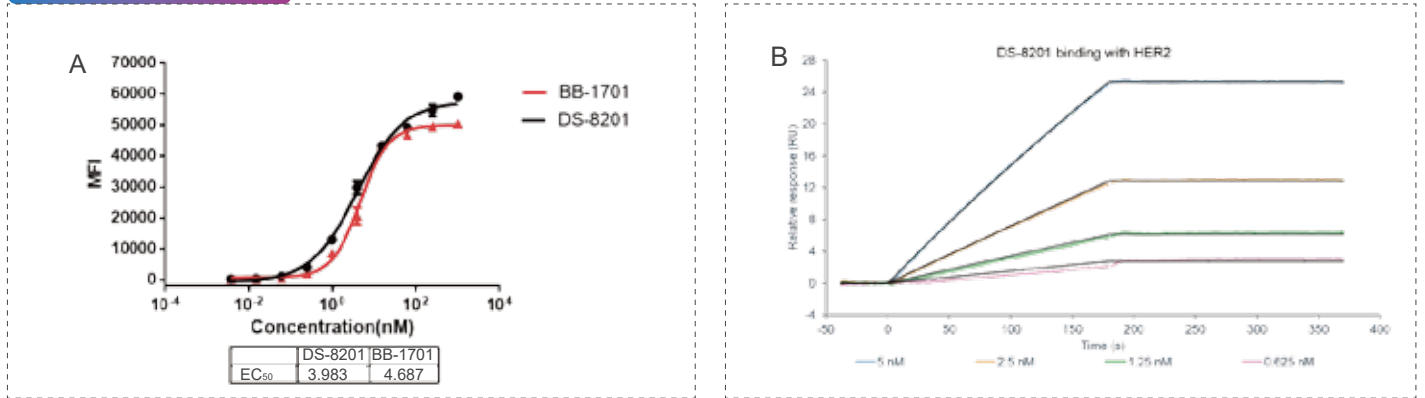 A
70000
60000
50000
40000
30000
20000
10000
0
MFI
10-4
10-2
100
102
104
Concentration(nM)
BB-1701
DS-8201
DS-8201 BB-1701
EC50 3.983 4.687
B
DS-8201 binding with HER2
28
24
20
16
12
8
4
0
-4
Relative response (RU)
-50
0
50
100
150
200
250
300
350
400
Time (s)
5 nM
2.5 nM
1.25 nM
0.625 nM